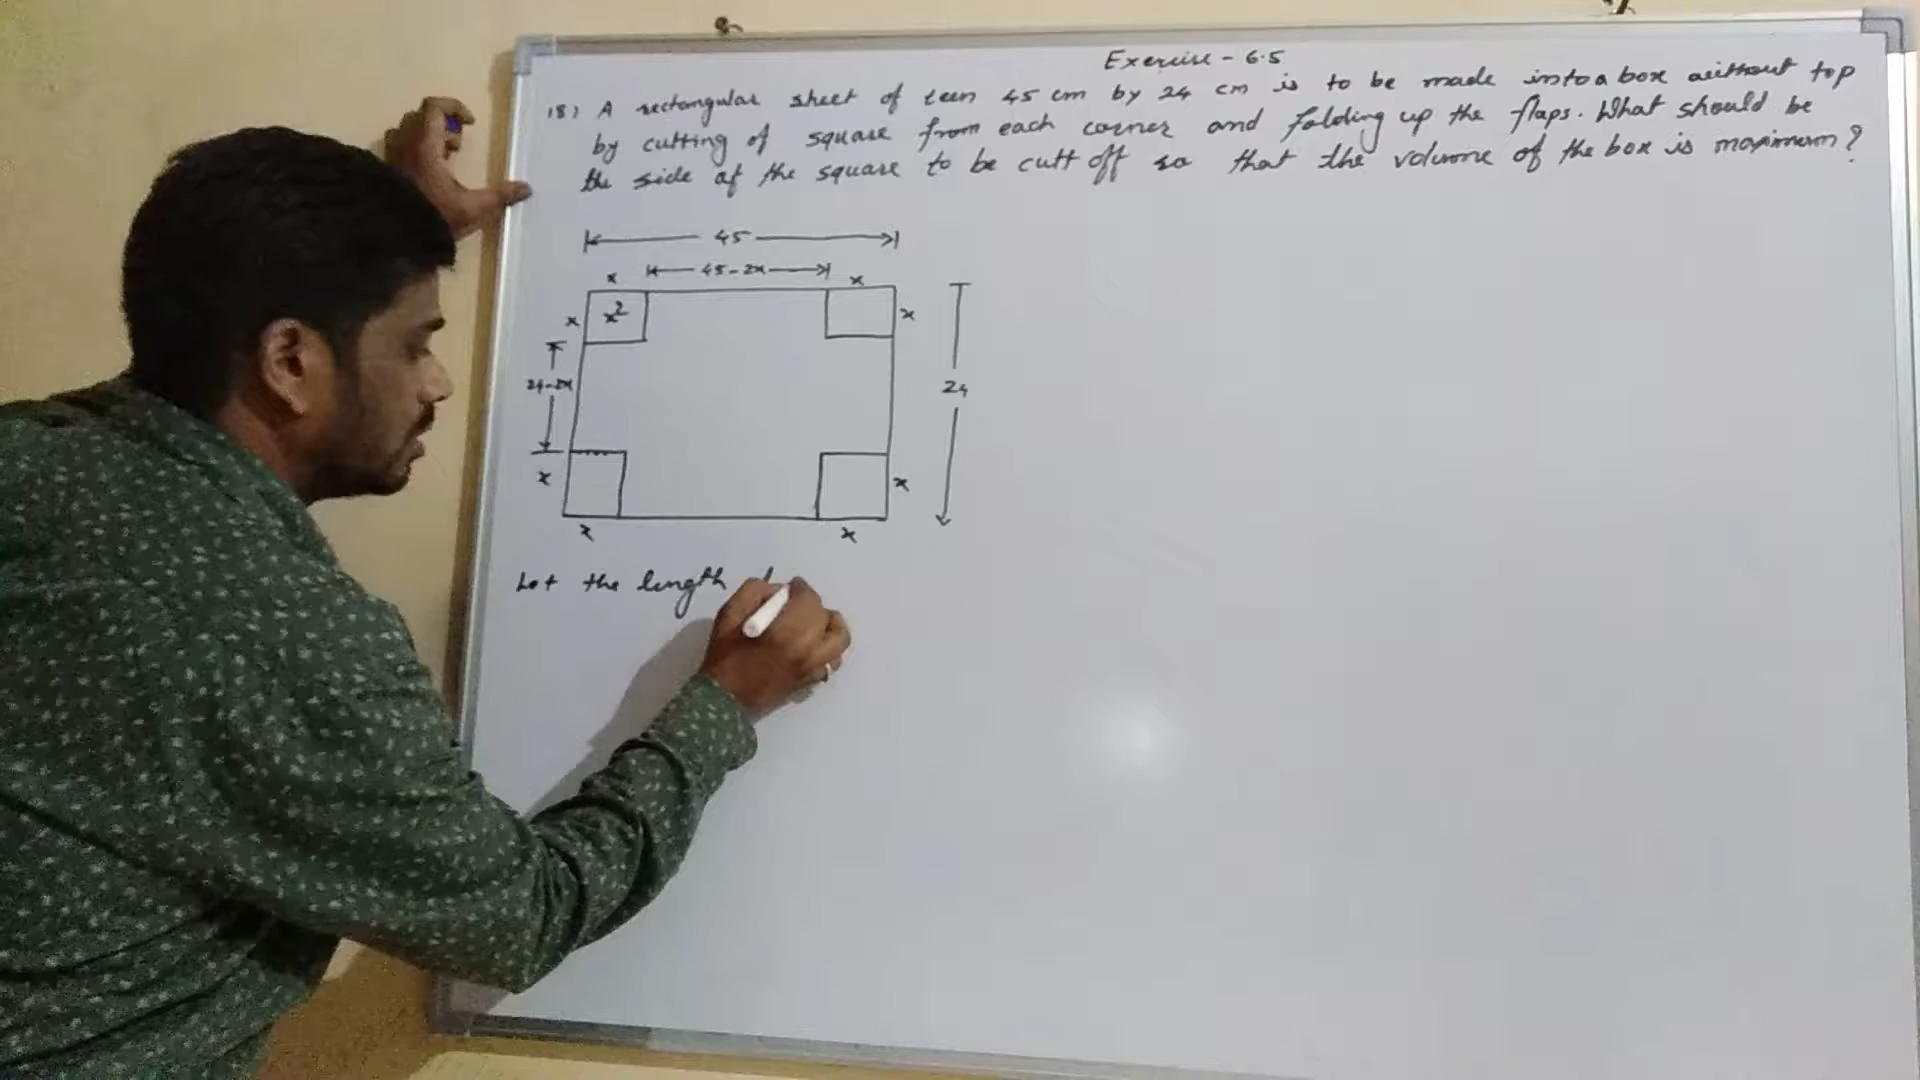 Exercise - 6.5
18) A rectangular sheet of teen 45 cm by 24 cm is to be made into a box without top
by cutting of square from each corner and folding up the flaps. What should be
the side of the square to be cutt off so that the volume of the box is maximum?
45
x 45-2x x
x x² x
24-2x 24
x x
x x
Let the length